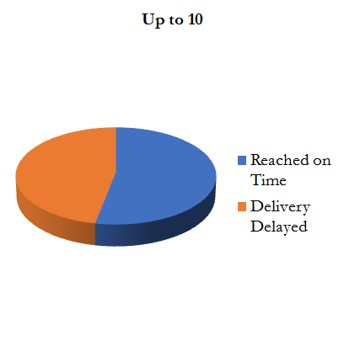 Up to 10
Reached on
Time
Delivery
Delayed